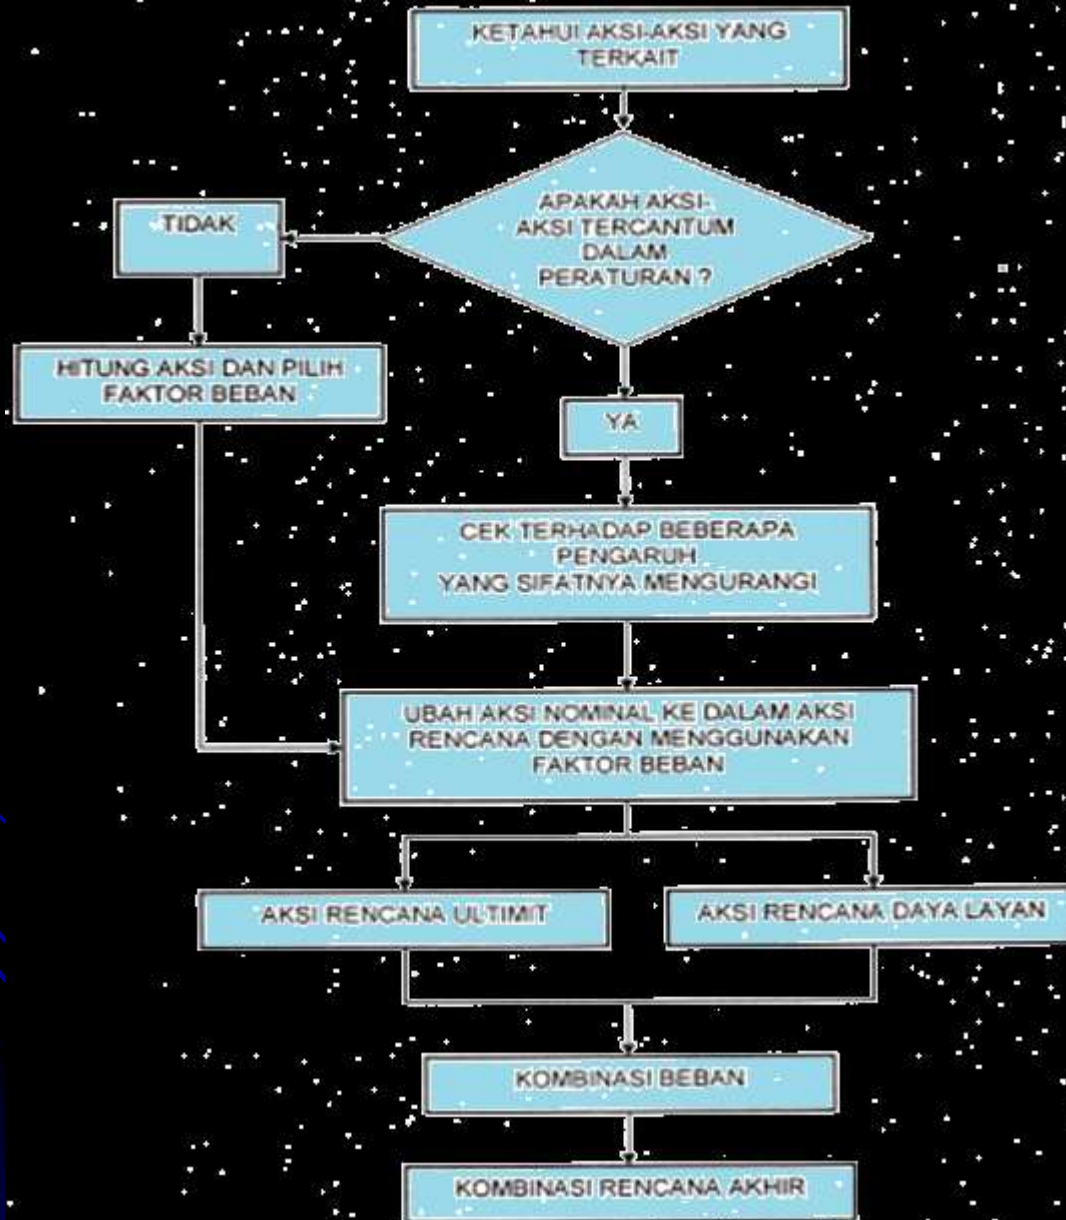 KETAHUI AKSI-AKSI YANG
TERKAIT
APAKAH AKSI-
AKSI TERCANTUM
DALAM
PERATURAN ?
TIDAK
HITUNG AKSI DAN PILIH
FAKTOR BEBAN
YA
CEK TERHADAP BEBERAPA
PENGARUH
YANG SIFATNYA MENGURANGI
UBAH AKSI NOMINAL KE DALAM AKSI
RENCANA DENGAN MENGGUNAKAN
FAKTOR BEBAN
AKSI RENCANA ULTIMIT
AKSI RENCANA DAYA LAYAN
KOMBINASI BEBAN
KOMBINASI RENCANA AKHIR